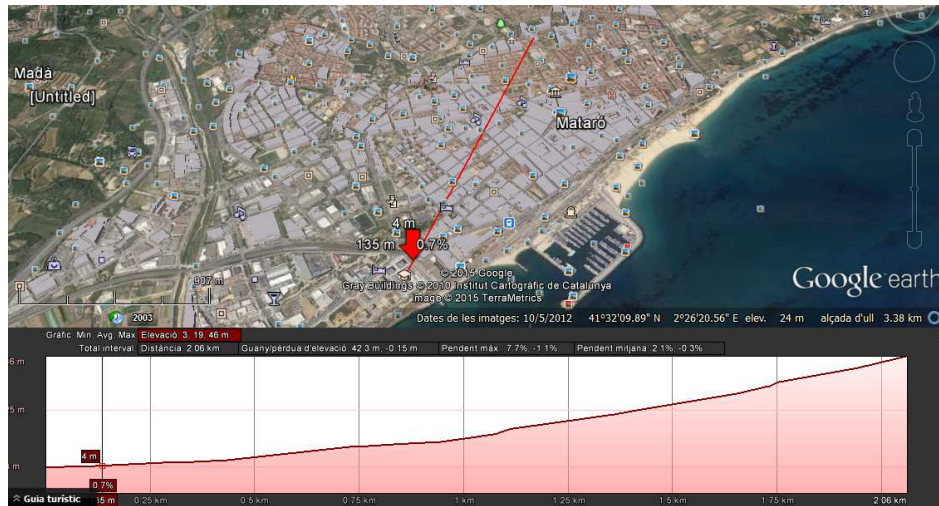 Madà
[Untitled]
Mataró
4 m
135 m 0.7%
907 m
© 2015 Google
Gray Buildings © 2010 Institut Cartogràfic de Catalunya
Image © 2015 TerraMetrics
Google earth
2003
Dates de les imatges: 10/5/2012 41°32'09.89" N 2°26'20.56" E elev. 24 m alçada d'ull 3.38 km
Gràfic: Min, Avg, Max Elevació: 3, 19, 46 m
Total interval: Distància: 2.06 km Guany/pèrdua d'elevació: 42.3 m, -0.15 m Pendent màx.: 7.7%, -1.1% Pendent mitjana: 2.1%, -0.3%
25 m
4 m
0.7%
Guia turístic 0.25 km 0.5 km 0.75 km 1 km 1.25 km 1.5 km 1.75 km 2.06 km